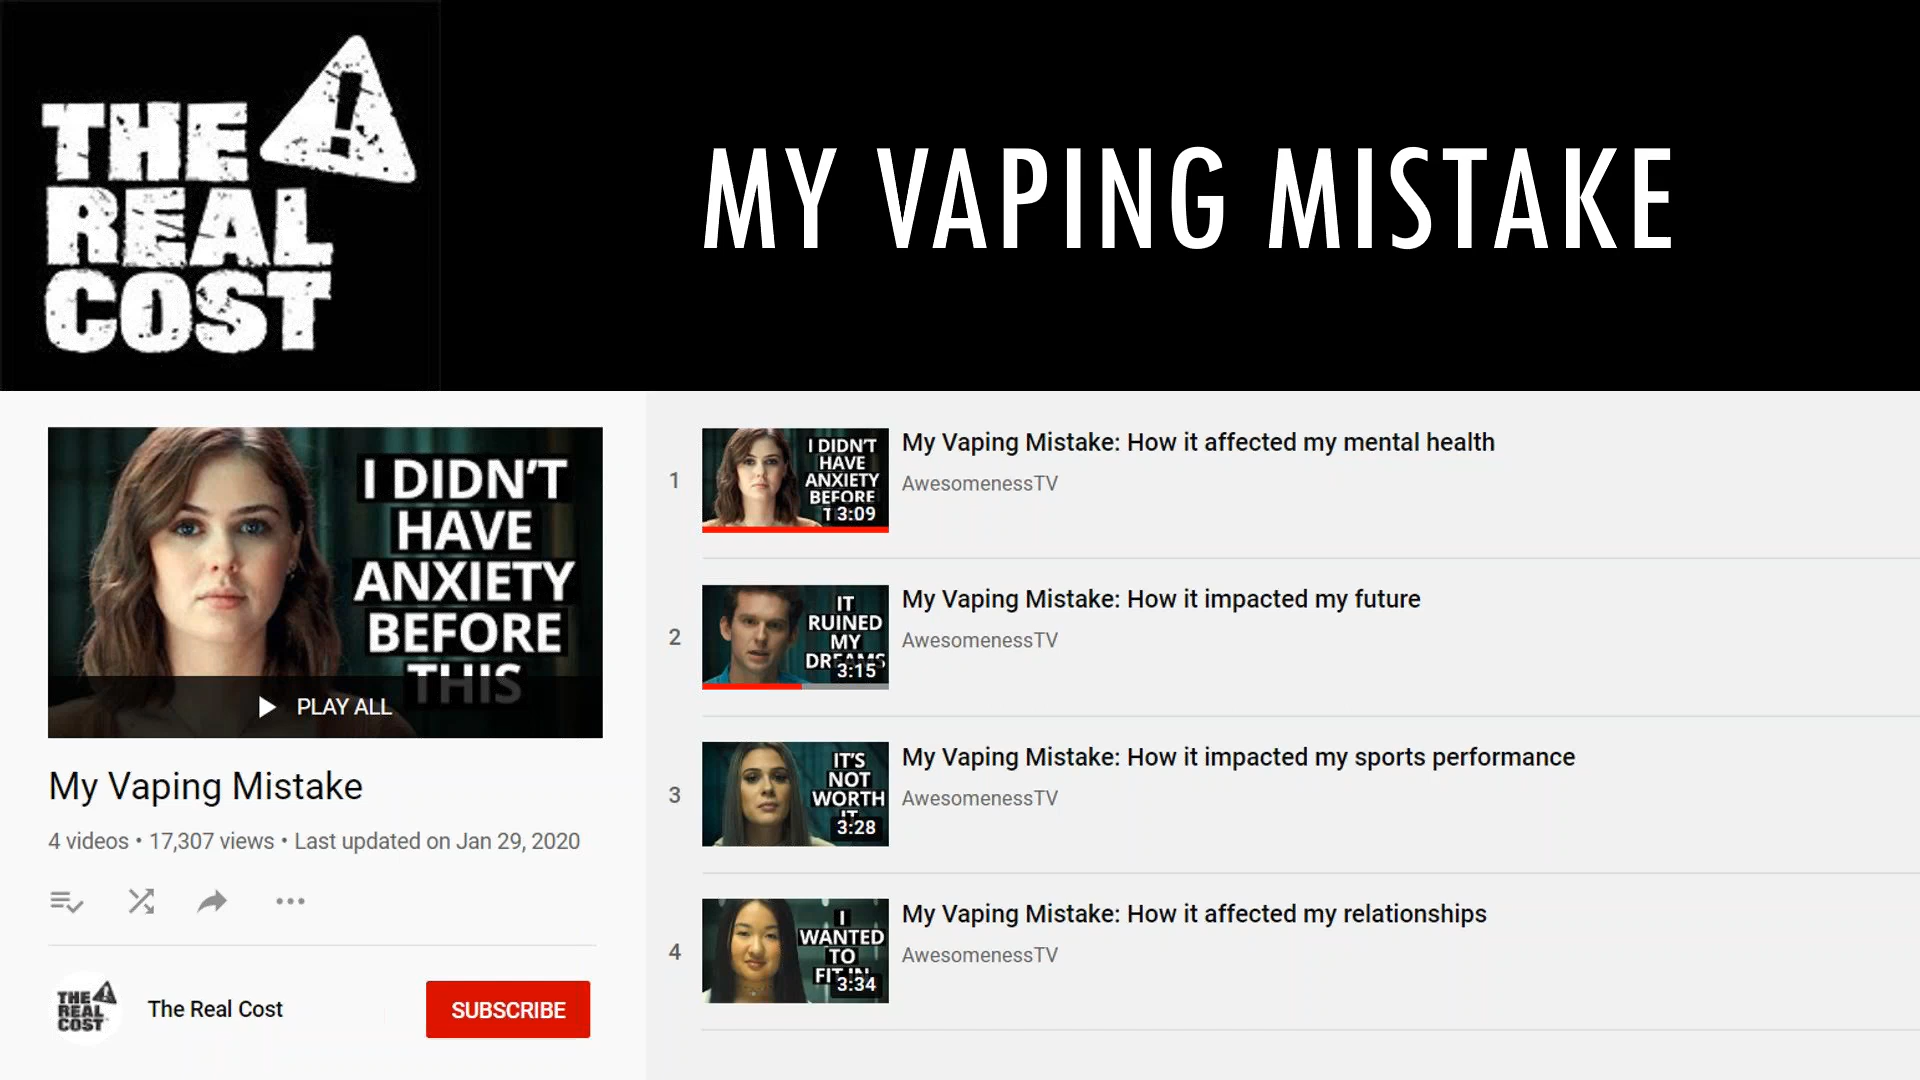 THE
REAL
COST
MY VAPING MISTAKE
I DIDN'T
HAVE
ANXIETY
BEFORE
THIS
PLAY ALL
My Vaping Mistake
4 videos • 17,307 views • Last updated on Jan 29, 2020
THE
REAL
COST
The Real Cost
SUBSCRIBE
1
I DIDN'T
HAVE
ANXIETY
BEFORE
T
3:09
My Vaping Mistake: How it affected my mental health
AwesomenessTV
2
IT
RUINED
MY
DREAMS
3:15
My Vaping Mistake: How it impacted my future
AwesomenessTV
3
IT'S
NOT
WORTH
IT
3:28
My Vaping Mistake: How it impacted my sports performance
AwesomenessTV
4
I
WANTED
TO
FIT IN
3:34
My Vaping Mistake: How it affected my relationships
AwesomenessTV